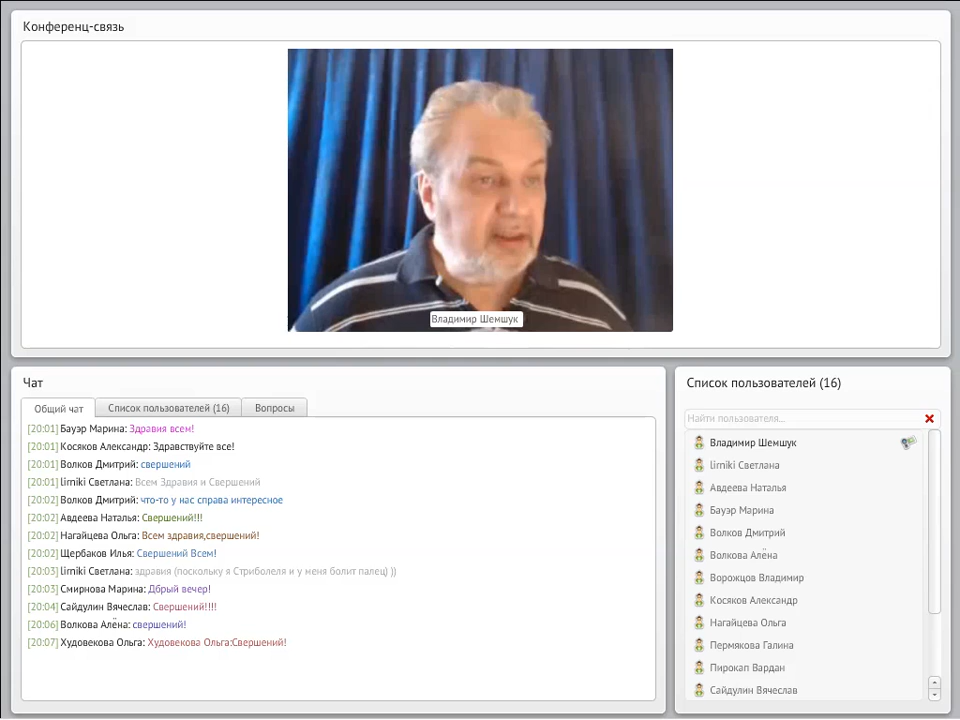 Конференц-связь
Владимир Шемшук
Чат
Общий чат
Список пользователей (16)
Вопросы
[20:01] Бауэр Марина: Здравия всем!
[20:01] Косяков Александр: Здравствуйте все!
[20:01] Волков Дмитрий: свершений
[20:01] lirniki Светлана: Всем Здравия и Свершений
[20:02] Волков Дмитрий: что-то у нас справа интересное
[20:02] Авдеева Наталья: Свершений!!!
[20:02] Нагайцева Ольга: Всем здравия,свершений!
[20:02] Щербаков Илья: Свершений Всем!
[20:03] lirniki Светлана: здравия (поскольку я Стриболеля и у меня болит палец) ))
[20:03] Смирнова Марина: Дбрый вечер!
[20:04] Сайдулин Вячеслав: Свершений!!!!
[20:06] Волкова Алёна: свершений!
[20:07] Художекова Ольга: Художекова Ольга:Свершений!
Список пользователей (16)
Найти пользователя...
Владимир Шемшук
lirniki Светлана
Авдеева Наталья
Бауэр Марина
Волков Дмитрий
Волкова Алёна
Ворожцов Владимир
Косяков Александр
Нагайцева Ольга
Пермякова Галина
Пирокап Вардан
Сайдулин Вячеслав